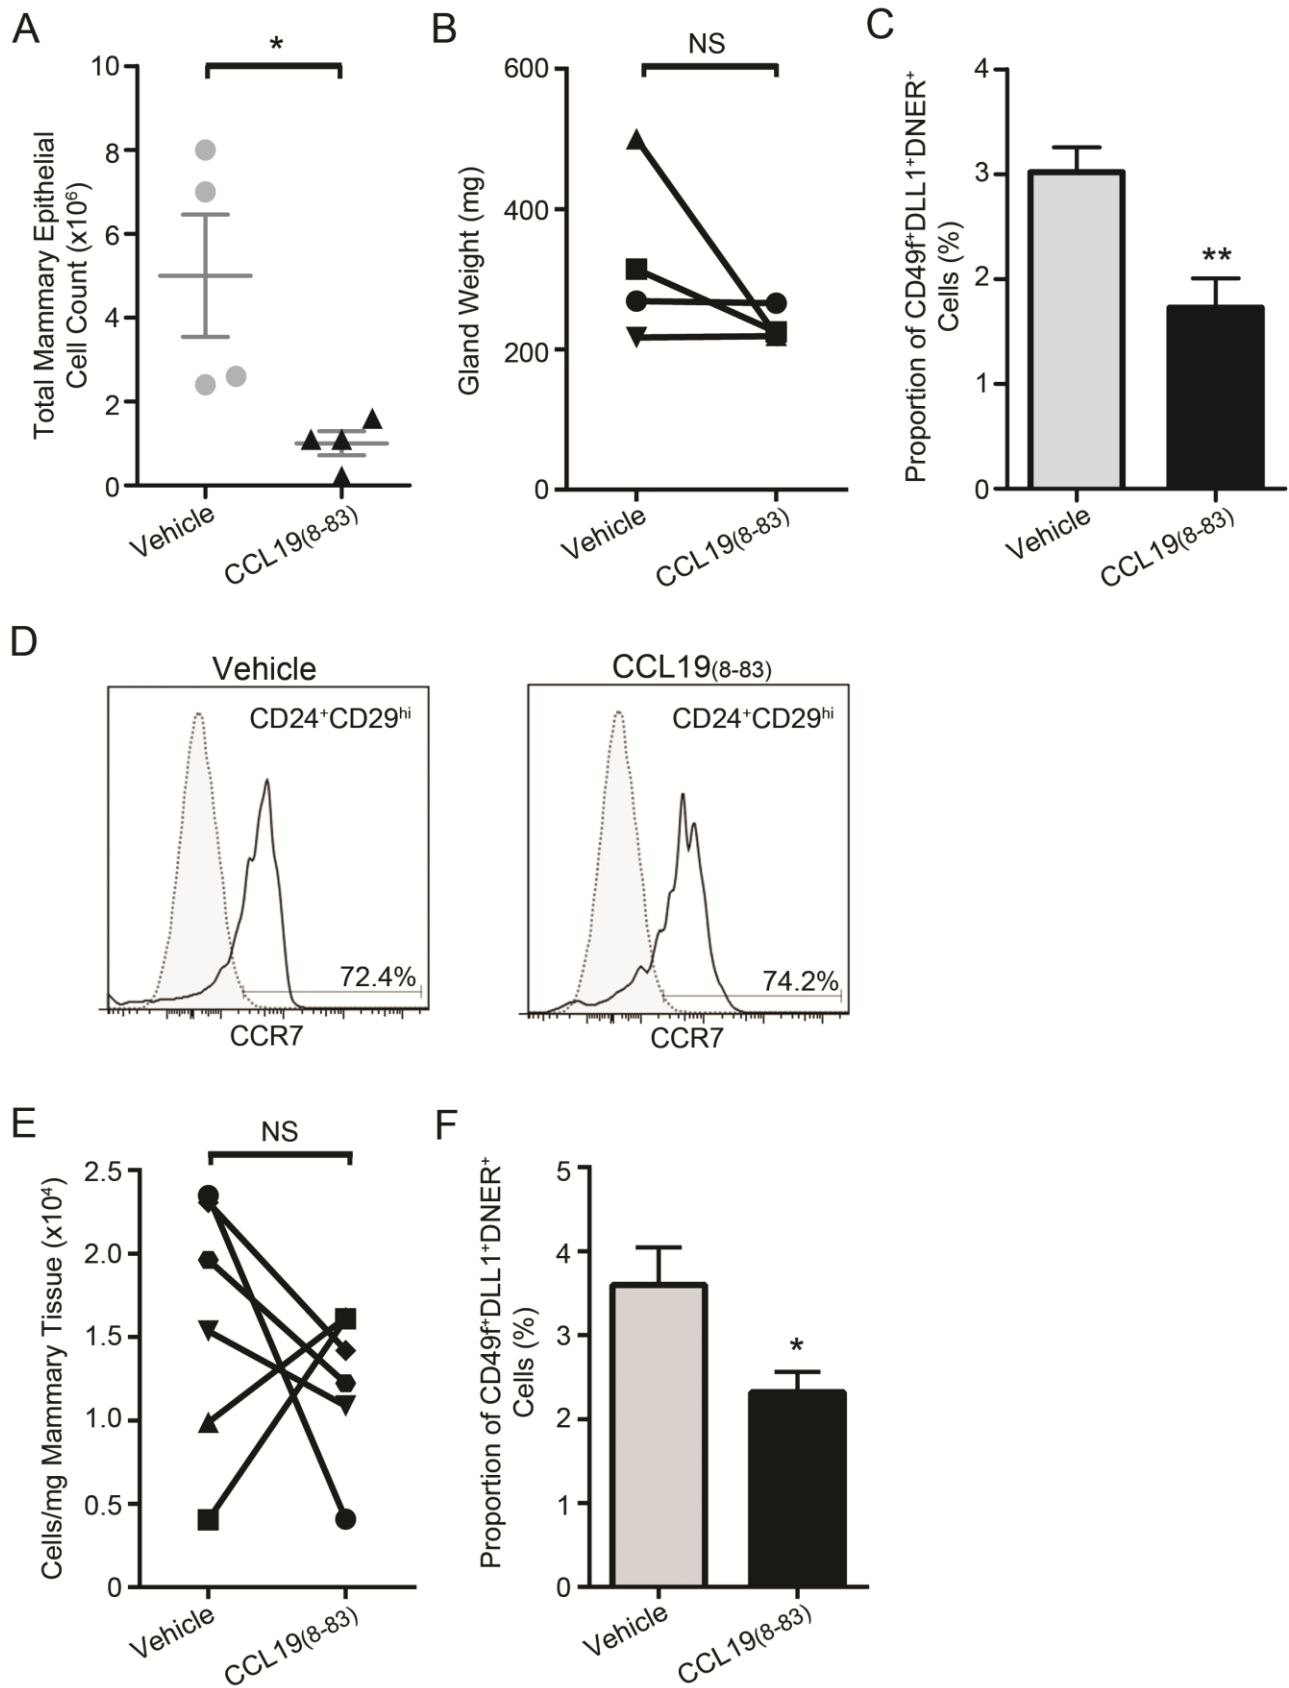 A
*
Total Mammary Epithelial
Cell Count (x10⁶)
10
8
6
4
2
0
Vehicle
CCL19(8-83)
B
NS
Gland Weight (mg)
600
400
200
0
Vehicle
CCL19(8-83)
C
Proportion of CD49f⁺DLL1⁺DNER⁺
Cells (%)
4
3
2
1
0
**
Vehicle
CCL19(8-83)
D
Vehicle
CD24⁺CD29ʰⁱ
72.4%
CCR7
CCL19(8-83)
CD24⁺CD29ʰⁱ
74.2%
CCR7
E
NS
Cells/mg Mammary Tissue (x10⁴)
2.5
2.0
1.5
1.0
0.5
0
Vehicle
CCL19(8-83)
F
Proportion of CD49f⁺DLL1⁺DNER⁺
Cells (%)
5
4
3
2
1
0
*
Vehicle
CCL19(8-83)